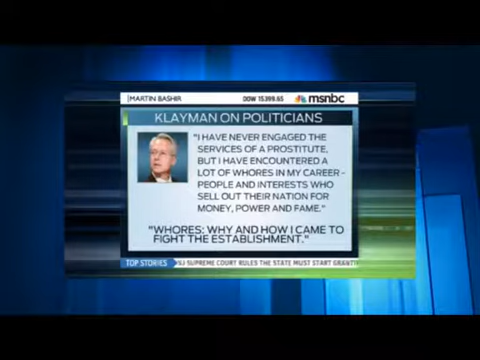 MARTIN BASHIR DOW 15399.65 msnbc
KLAYMAN ON POLITICIANS
"I HAVE NEVER ENGAGED THE
SERVICES OF A PROSTITUTE,
BUT I HAVE ENCOUNTERED A
LOT OF WHORES IN MY CAREER -
PEOPLE AND INTERESTS WHO
SELL OUT THEIR NATION FOR
MONEY, POWER AND FAME."
"WHORES: WHY AND HOW I CAME TO
FIGHT THE ESTABLISHMENT."
TOP STORIES SUPREME COURT RULES THE STATE MUST START